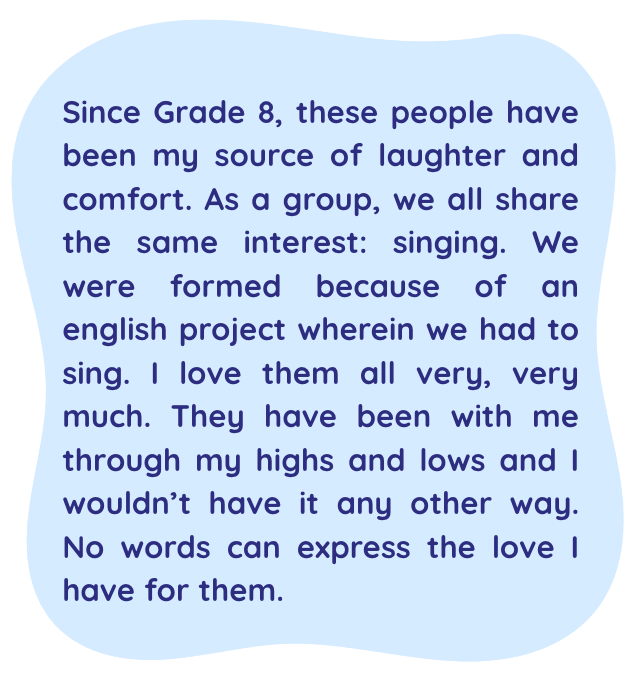 Since Grade 8, these people have
been my source of laughter and
comfort. As a group, we all share
the same interest: singing. We
were formed because of an
english project wherein we had to
sing. I love them all very, very
much. They have been with me
through my highs and lows and I
wouldn’t have it any other way.
No words can express the love I
have for them.